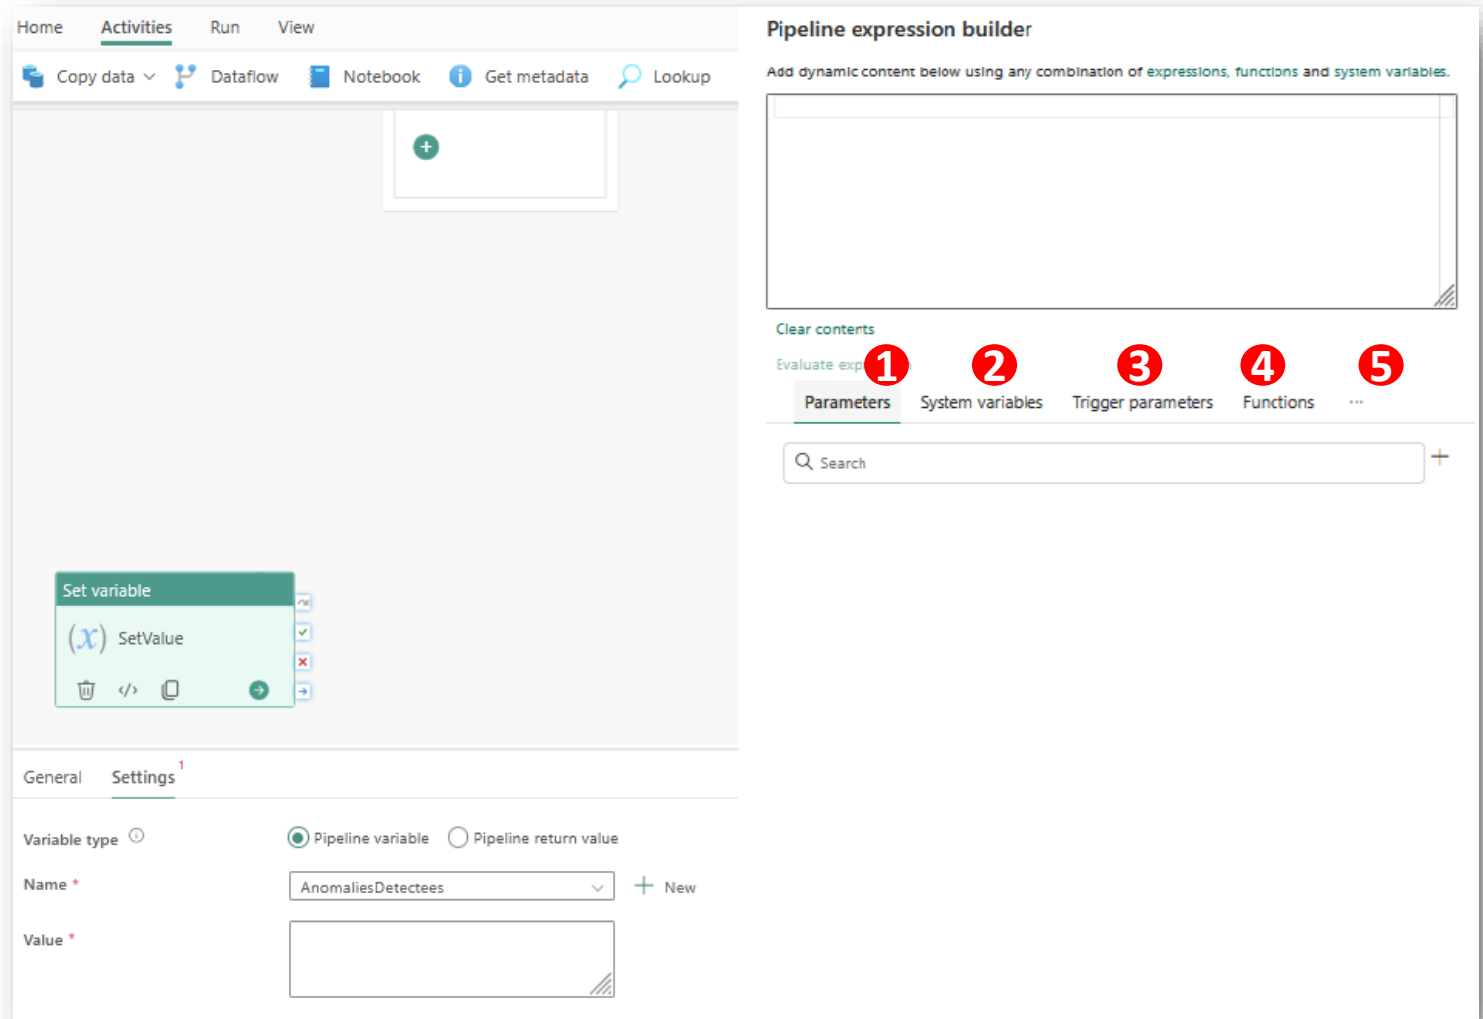 Home Activities Run View
Copy data Dataflow Notebook Get metadata Lookup
Set variable
(x) SetValue
General Settings 1
Variable type Pipeline variable Pipeline return value
Name * AnomaliesDetectees New
Value *
Pipeline expression builder
Add dynamic content below using any combination of expressions, functions and system variables.
Clear contents
Evaluate exp
1 2 3 4 5
Parameters System variables Trigger parameters Functions ...
Search